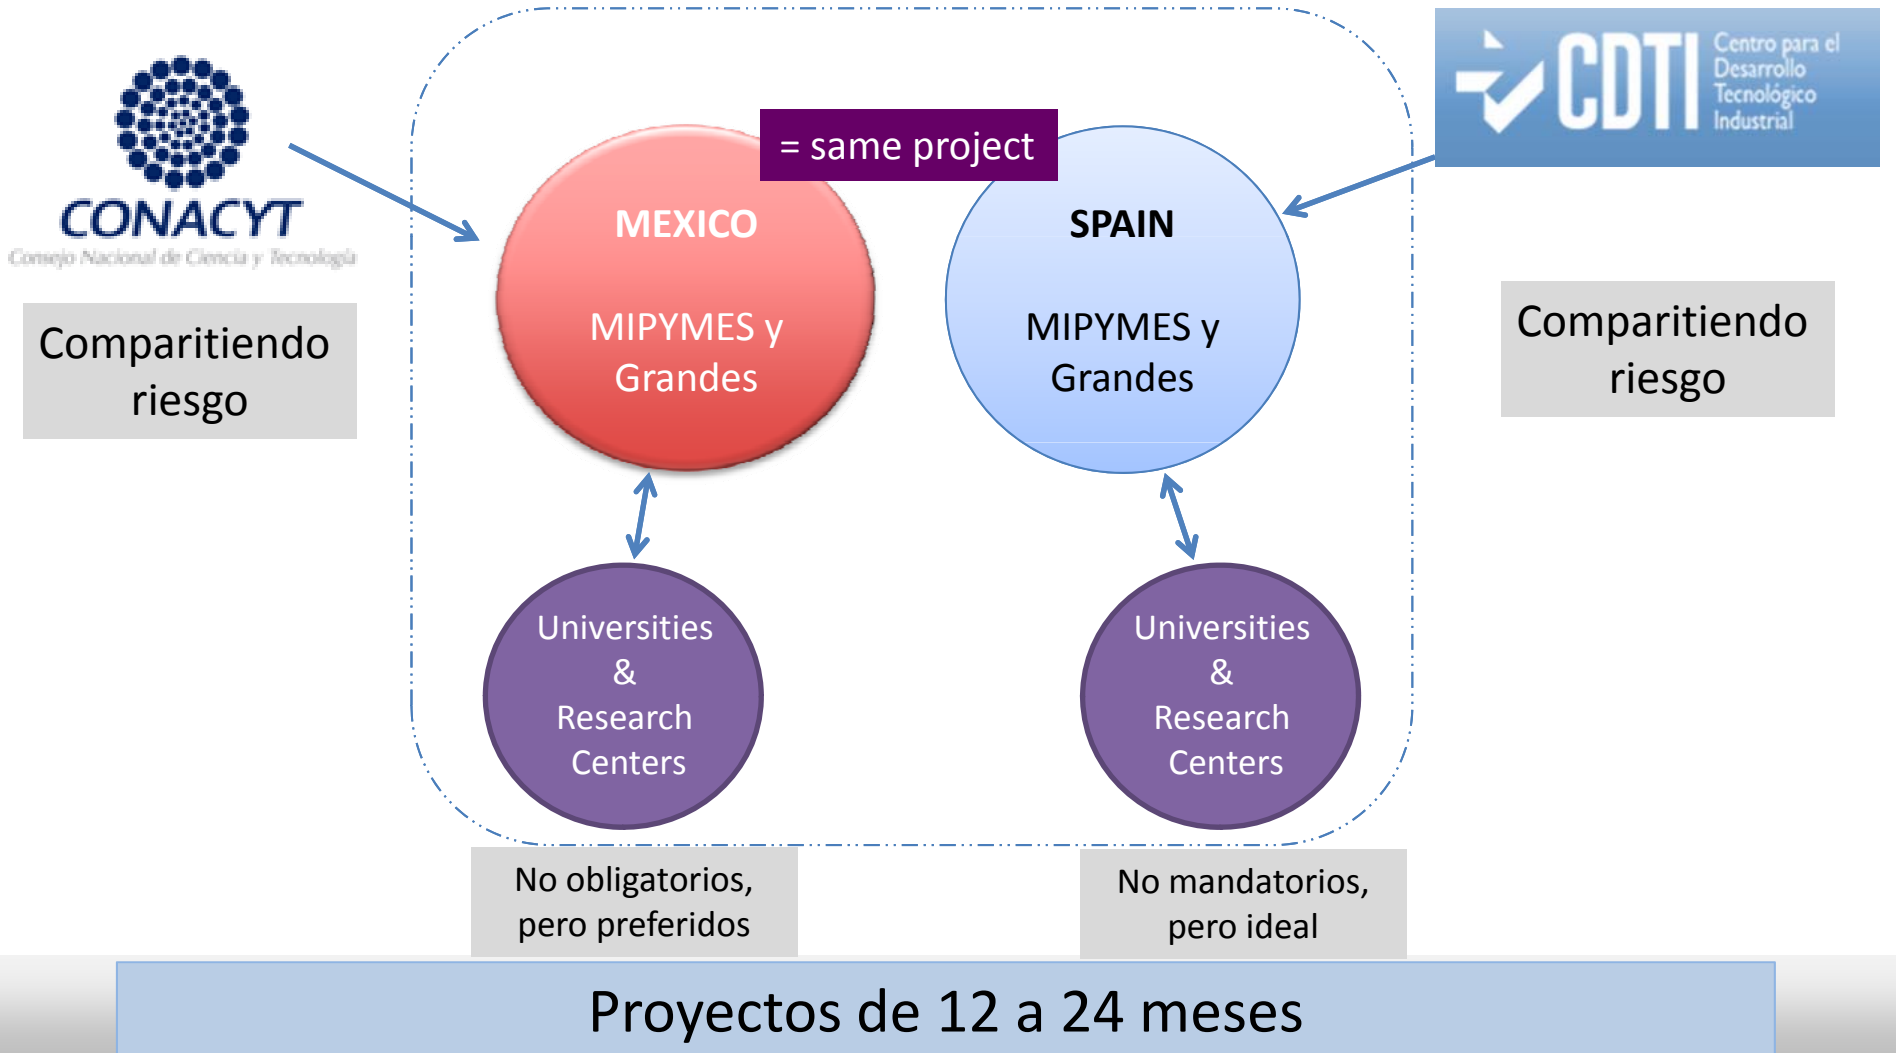 CONACYT
Consejo Nacional de Ciencia y Tecnología
Comparitiendo
riesgo
= same project
MEXICO
MIPYMES y
Grandes
SPAIN
MIPYMES y
Grandes
CDTI
Centro para el
Desarrollo
Tecnológico
Industrial
Comparitiendo
riesgo
Universities
&
Research
Centers
Universities
&
Research
Centers
No obligatorios,
pero preferidos
No mandatorios,
pero ideal
Proyectos de 12 a 24 meses